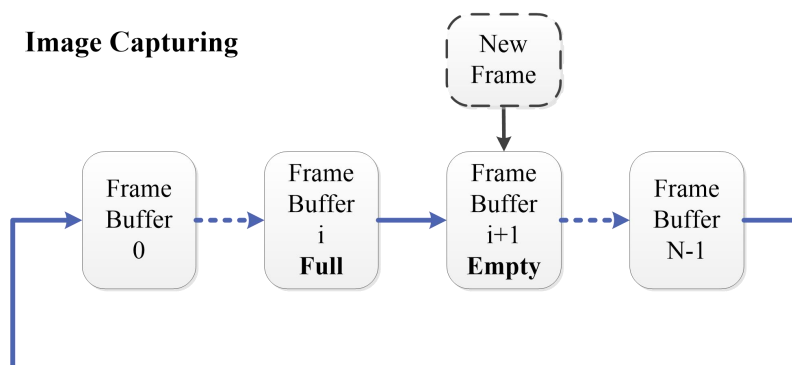 Image Capturing
New
Frame
Frame
Buffer
0
Frame
Buffer
i
Full
Frame
Buffer
i+1
Empty
Frame
Buffer
N-1